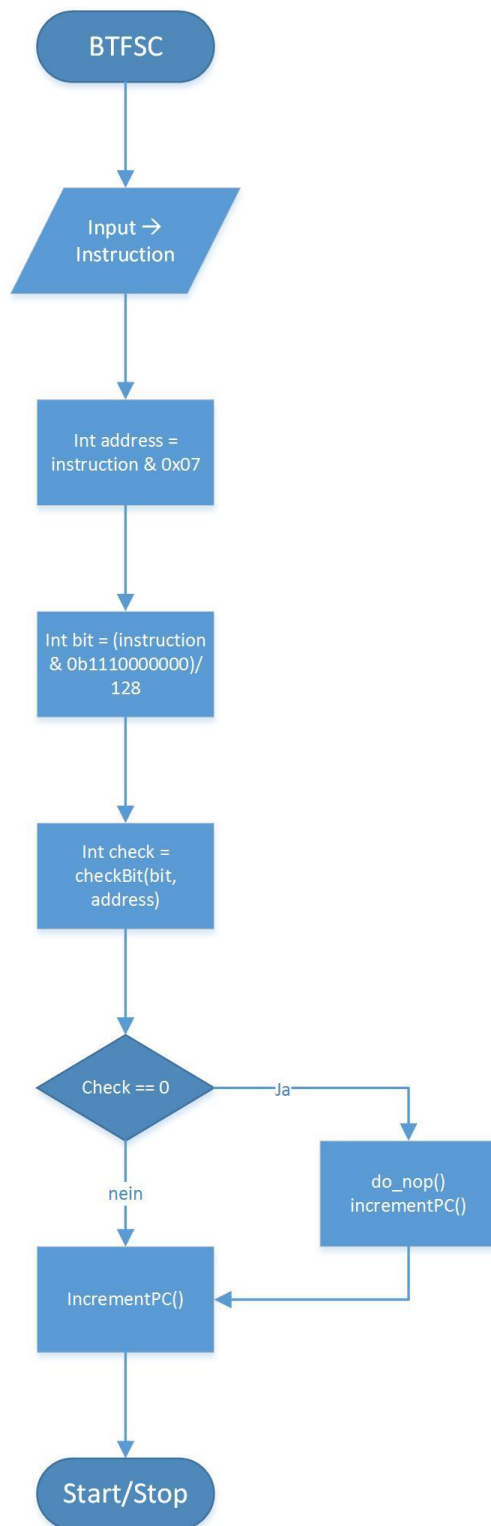 BTFSC
Input →
Instruction
Int address =
instruction & 0x07
Int bit = (instruction
& 0b1110000000)/
128
Int check =
checkBit(bit,
address)
Check == 0
Ja
nein
do_nop()
incrementPC()
IncrementPC()
Start/Stop